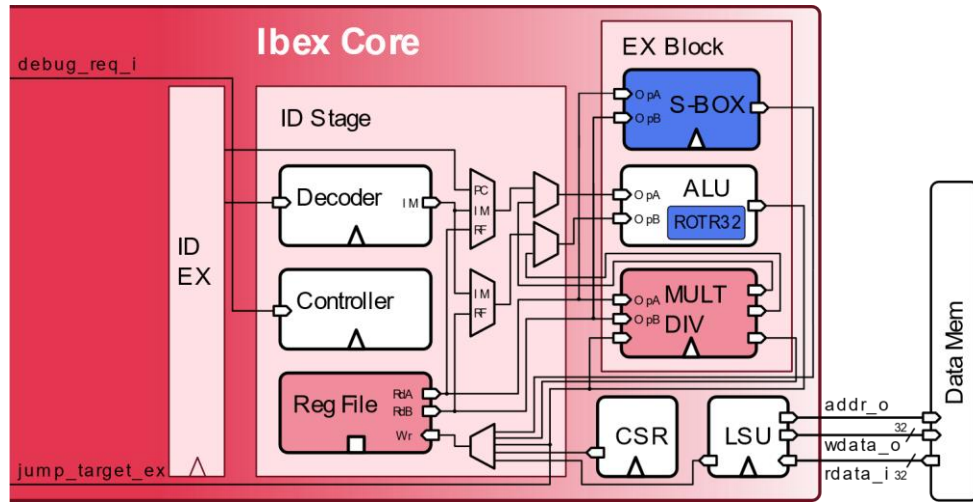 Ibex Core
debug_req_i
EX Block
OpA
S-BOX
OpB
ID Stage
Decoder
IM
PC
IM
RF
OpA
ALU
OpB
ROTR32
ID
EX
Controller
IM
RF
OpA
MULT
OpB
DIV
Reg File
RdA
RdB
Wr
CSR
LSU
addr_o
32
wdata_o
rdata_i
32
Data Mem
jump_target_ex